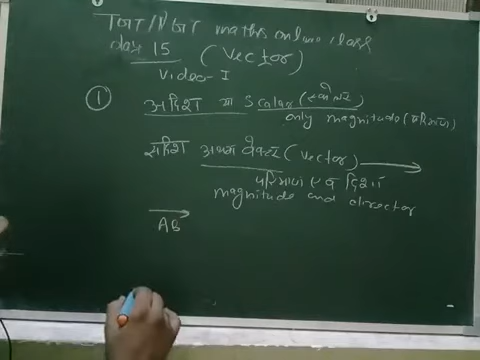 TGT/PGT maths online class
day 15 (Vector)
Video-I
① अदिश या Scalar (स्केलर)
only magnitude (परिमाण)
सदिश अथवा वेक्टर (Vector)
परिमाण एवं दिशा
magnitude and director
AB